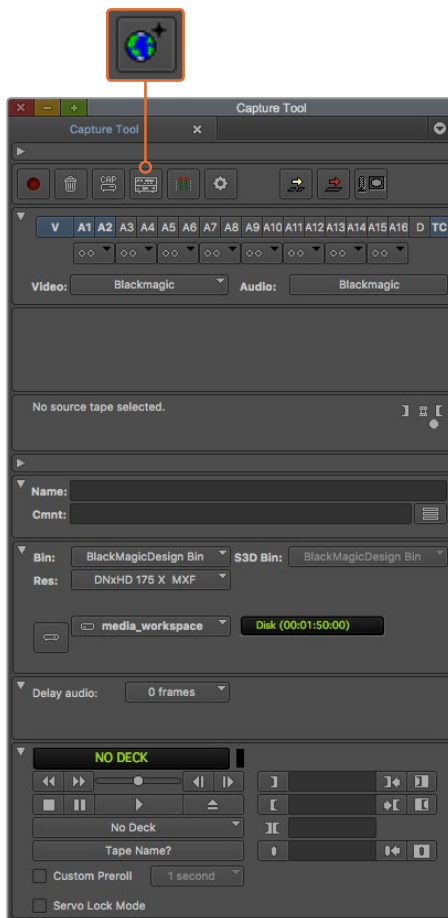 Capture Tool
Capture Tool
CAP
V A1 A2 A3 A4 A5 A6 A7 A8 A9 A10 A11 A12 A13 A14 A15 A16 D TC
Video: Blackmagic Audio: Blackmagic
No source tape selected.
Name:
Cmnt:
Bin: BlackMagicDesign Bin S3D Bin: BlackMagicDesign Bin
Res: DNxHD 175 X MXF
media_workspace Disk (00:01:50:00)
Delay audio: 0 frames
NO DECK
No Deck
Tape Name?
Custom Preroll 1 second
Servo Lock Mode